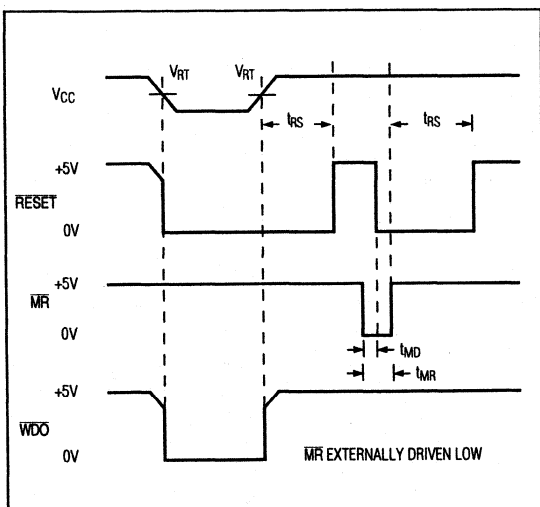 VRT VRT
VCC
tRS tRS
+5V
RESET
0V
+5V
MR
0V
tMD
tMR
+5V
WDO
0V
MR EXTERNALLY DRIVEN LOW